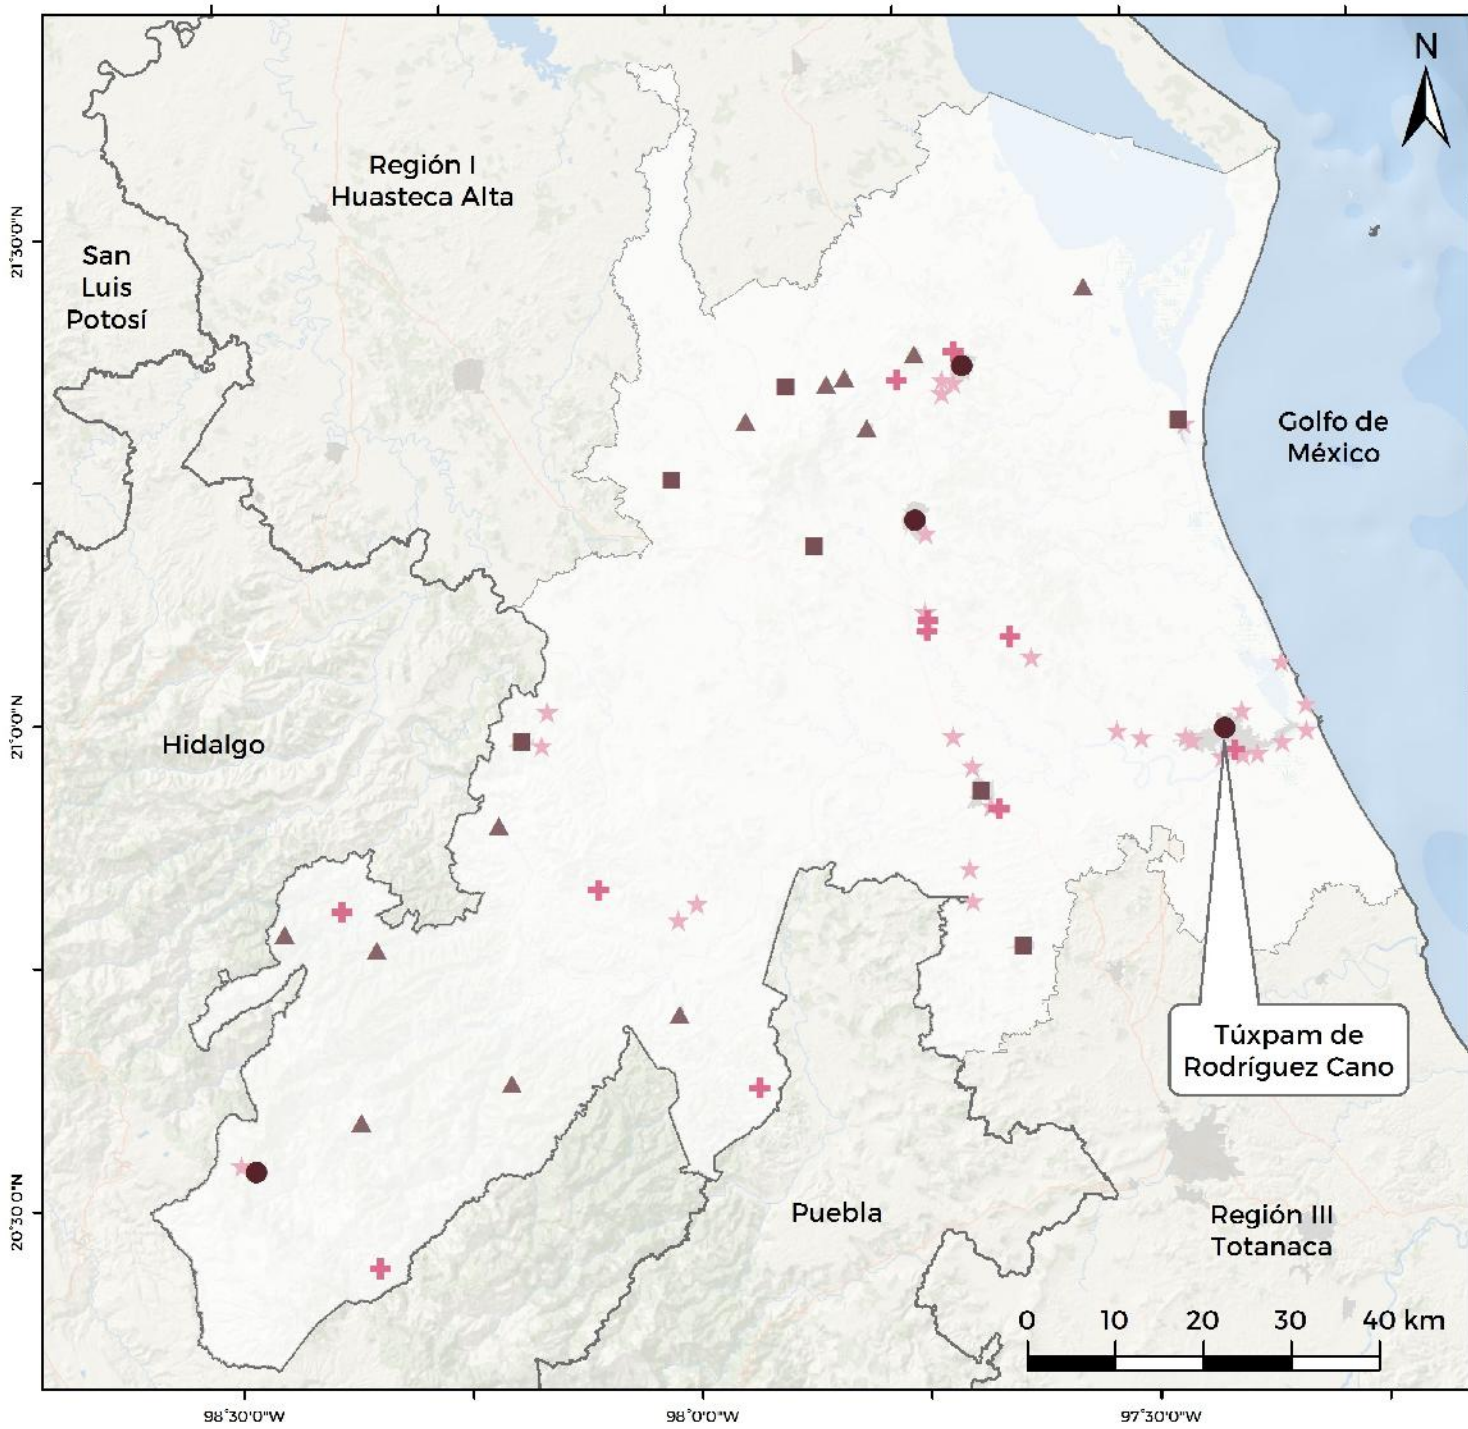 N
Región I
Huasteca Alta
San
Luis
Potosí
21°30'0"N
Golfo de
México
Hidalgo
21°0'0"N
Túxpam de
Rodríguez Cano
Puebla
Región III
Totanaca
20°30'0"N
0 10 20 30 40 km
98°30'0"W 98°0'0"W 97°30'0"W